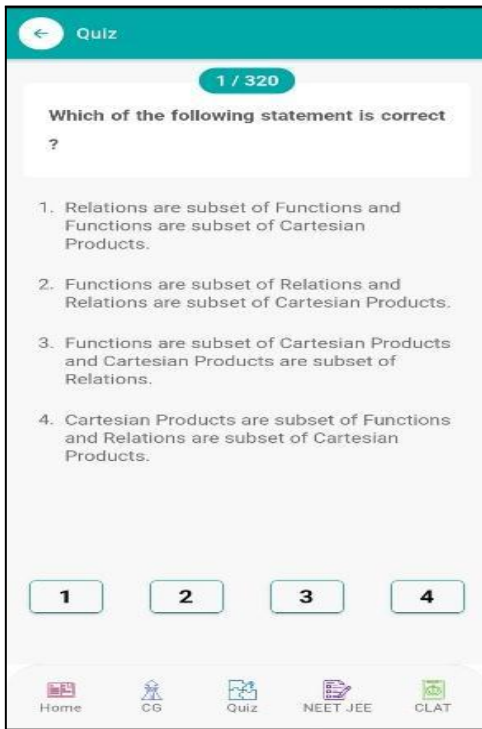 Quiz
1 / 320
Which of the following statement is correct
?
1. Relations are subset of Functions and
Functions are subset of Cartesian
Products.
2. Functions are subset of Relations and
Relations are subset of Cartesian Products.
3. Functions are subset of Cartesian Products
and Cartesian Products are subset of
Relations.
4. Cartesian Products are subset of Functions
and Relations are subset of Cartesian
Products.
1 2 3 4
Home CG Quiz NEET JEE CLAT